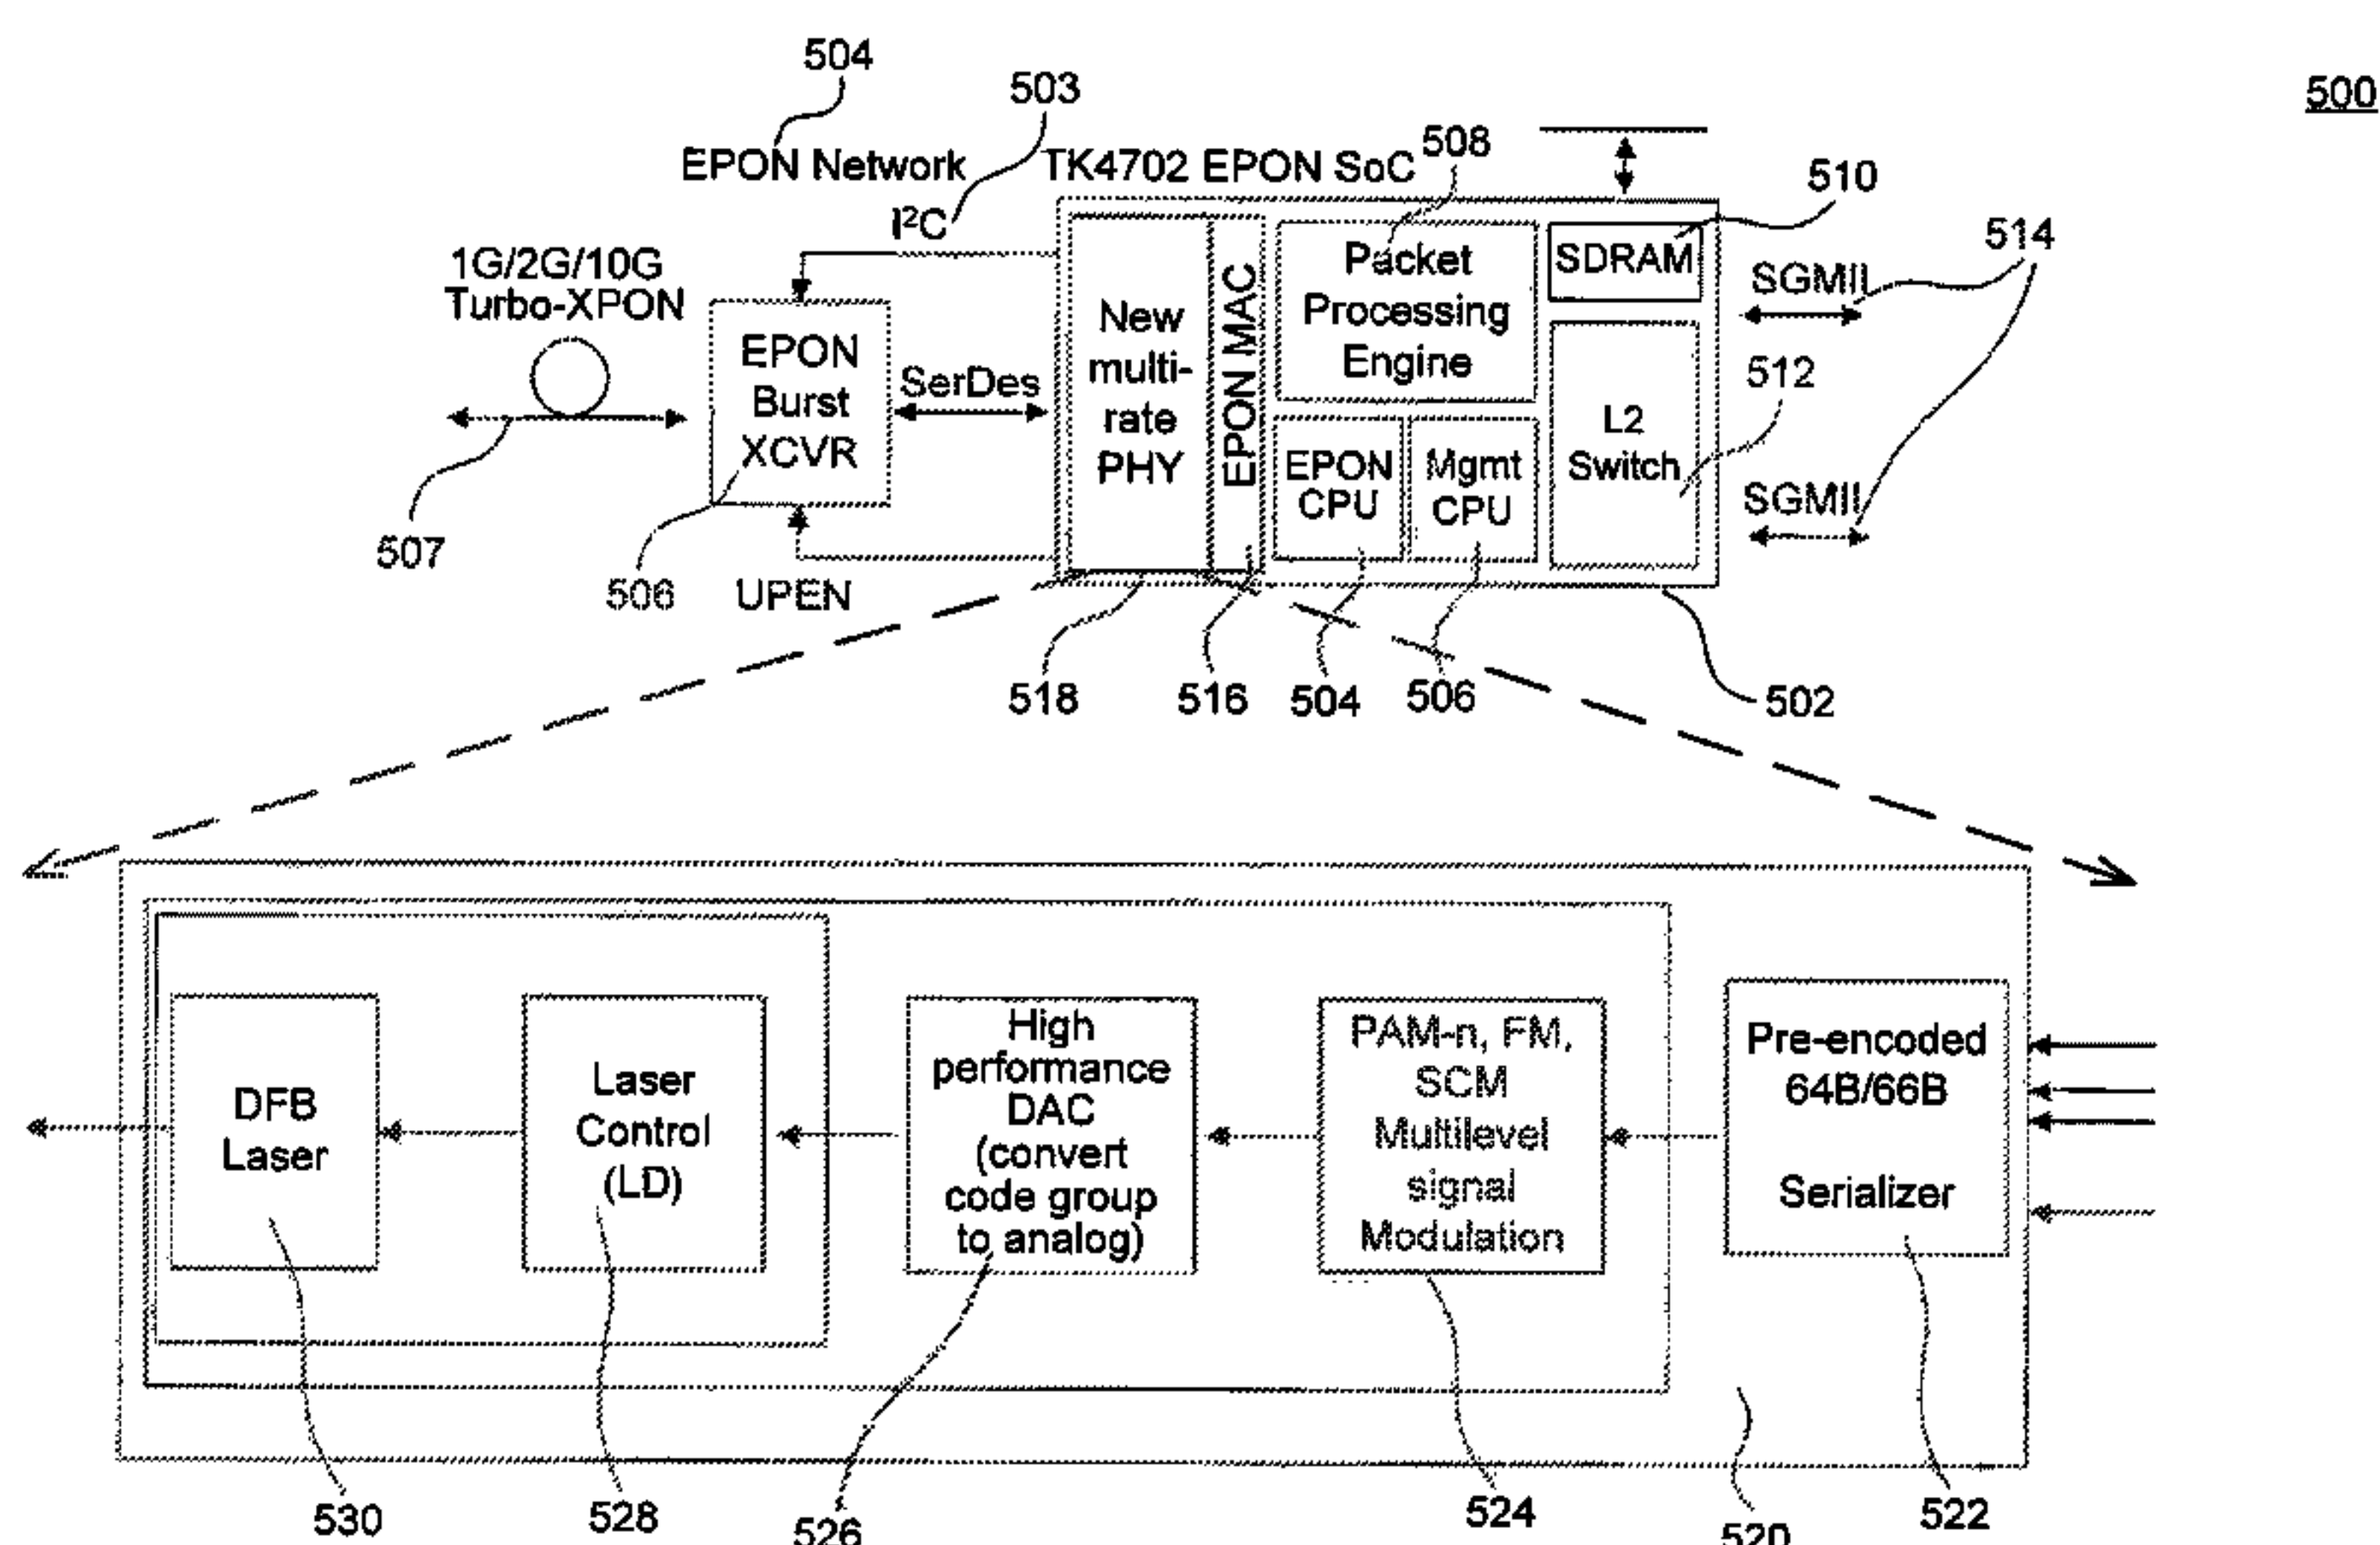 504
503
500
EPON Network
TK4702 EPON SoC
508
510
I²C
514
1G/2G/10G
Turbo-XPON
EPON
Burst
XCVR
SerDes
New
multi-
rate
PHY
EPON MAC
Packet
Processing
Engine
SDRAM
SGMII
512
EPON
CPU
Mgmt
CPU
L2
Switch
SGMII
507
506
UPEN
518
516
504
506
502
DFB
Laser
Laser
Control
(LD)
High
performance
DAC
(convert
code group
to analog)
PAM-n, FM,
SCM
Multilevel
signal
Modulation
Pre-encoded
64B/66B
Serializer
530
528
526
524
520
522